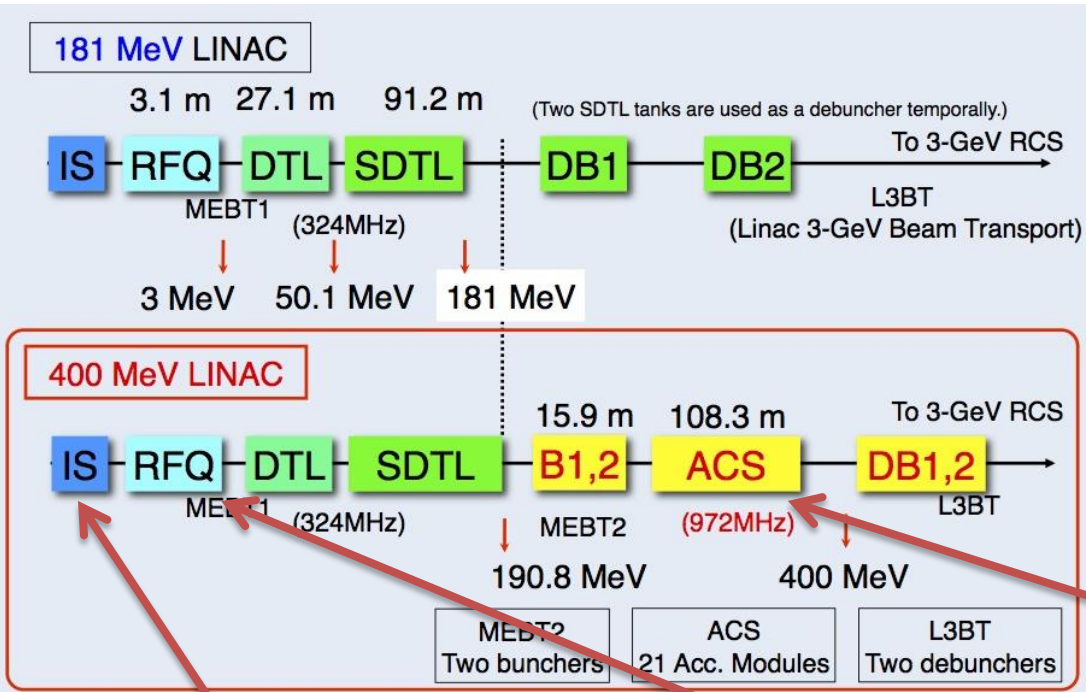 181 MeV LINAC
3.1 m 27.1 m 91.2 m
(Two SDTL tanks are used as a debuncher temporally.)
To 3-GeV RCS
IS RFQ DTL SDTL DB1 DB2
MEBT1
(324MHz)
L3BT
(Linac 3-GeV Beam Transport)
3 MeV 50.1 MeV 181 MeV
400 MeV LINAC
15.9 m 108.3 m
To 3-GeV RCS
IS RFQ DTL SDTL B1,2 ACS DB1,2
MEBT1
(324MHz)
MEBT2
(972MHz)
L3BT
190.8 MeV 400 MeV
MEBT2
Two bunchers
ACS
21 Acc. Modules
L3BT
Two debunchers